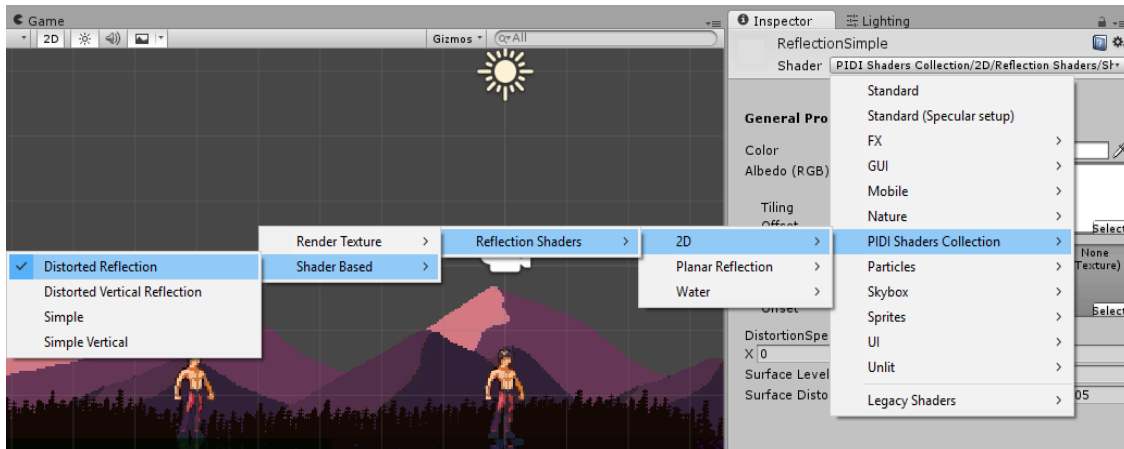 Game
2D
Gizmos
All
Inspector
Lighting
ReflectionSimple
Shader
PIDI Shaders Collection/2D/Reflection Shaders/Sh
Standard
Standard (Specular setup)
FX
GUI
Mobile
Nature
PIDI Shaders Collection
Particles
Skybox
Sprites
UI
Unlit
Legacy Shaders
2D
Planar Reflection
Water
Reflection Shaders
Render Texture
Shader Based
Distorted Reflection
Distorted Vertical Reflection
Simple
Simple Vertical
General Pro
Color
Albedo (RGB)
Tiling
Offset
Select
None
Texture)
Offset
Select
DistortionSpe
X 0
Surface Level
Surface Disto
05